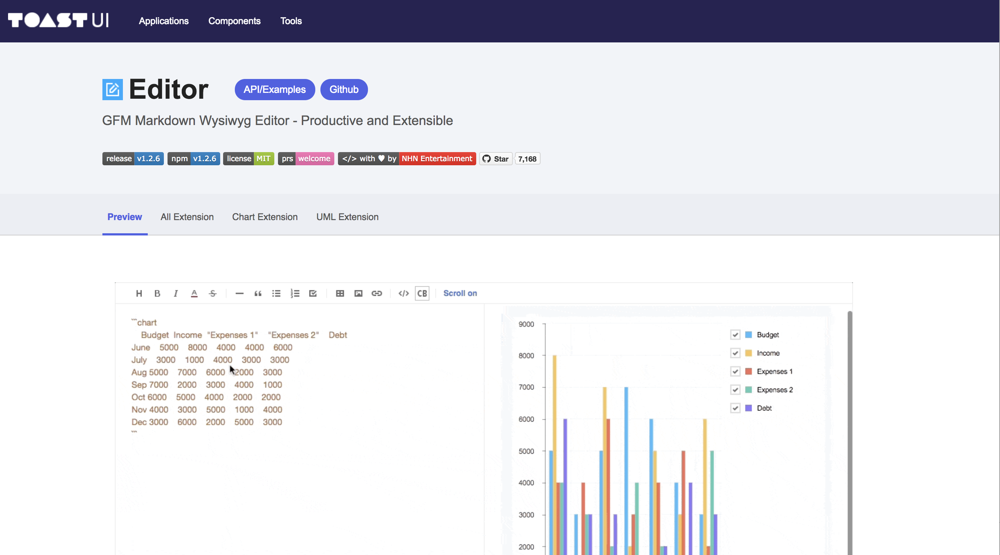 TOAST UI Applications Components Tools
Editor API/Examples Github
GFM Markdown Wysiwyg Editor - Productive and Extensible
release v1.2.6 npm v1.2.6 license MIT prs welcome </> with ♥ by NHN Entertainment Star 7,168
Preview All Extension Chart Extension UML Extension
H B I A S — “ </> CB Scroll on
```chart
Budget Income "Expenses 1" "Expenses 2" Debt
June 5000 8000 4000 4000 6000
July 3000 1000 4000 3000 3000
Aug 5000 7000 6000 2000 3000
Sep 7000 2000 3000 4000 1000
Oct 6000 5000 4000 2000 2000
Nov 4000 3000 5000 1000 4000
Dec 3000 6000 2000 5000 3000
```
9000
8000
7000
6000
5000
4000
3000
2000
Budget
Income
Expenses 1
Expenses 2
Debt